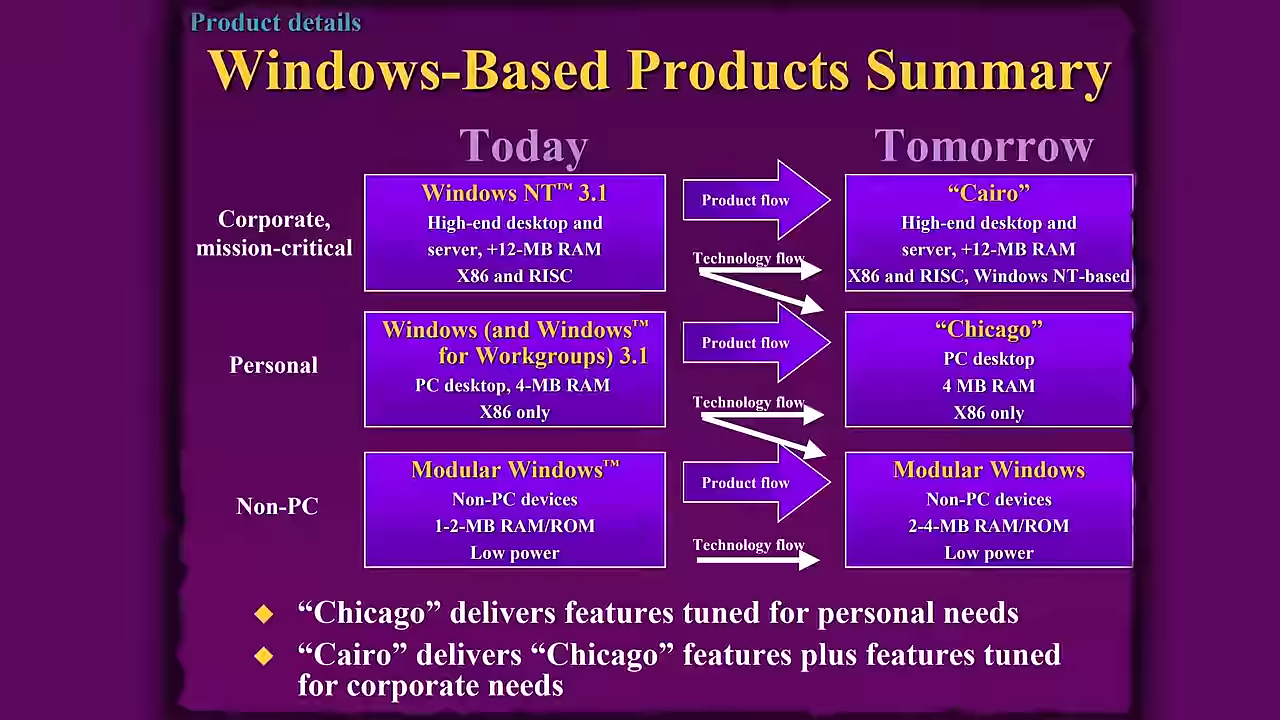 Product details
Windows-Based Products Summary
Today
Tomorrow
Corporate,
mission-critical
Windows NT™ 3.1
High-end desktop and
server, +12-MB RAM
X86 and RISC
Product flow
Technology flow
“Cairo”
High-end desktop and
server, +12-MB RAM
X86 and RISC, Windows NT-based
Personal
Windows (and Windows™
for Workgroups) 3.1
PC desktop, 4-MB RAM
X86 only
Product flow
Technology flow
“Chicago”
PC desktop
4 MB RAM
X86 only
Non-PC
Modular Windows™
Non-PC devices
1-2-MB RAM/ROM
Low power
Product flow
Technology flow
Modular Windows
Non-PC devices
2-4-MB RAM/ROM
Low power
“Chicago” delivers features tuned for personal needs
“Cairo” delivers “Chicago” features plus features tuned
for corporate needs